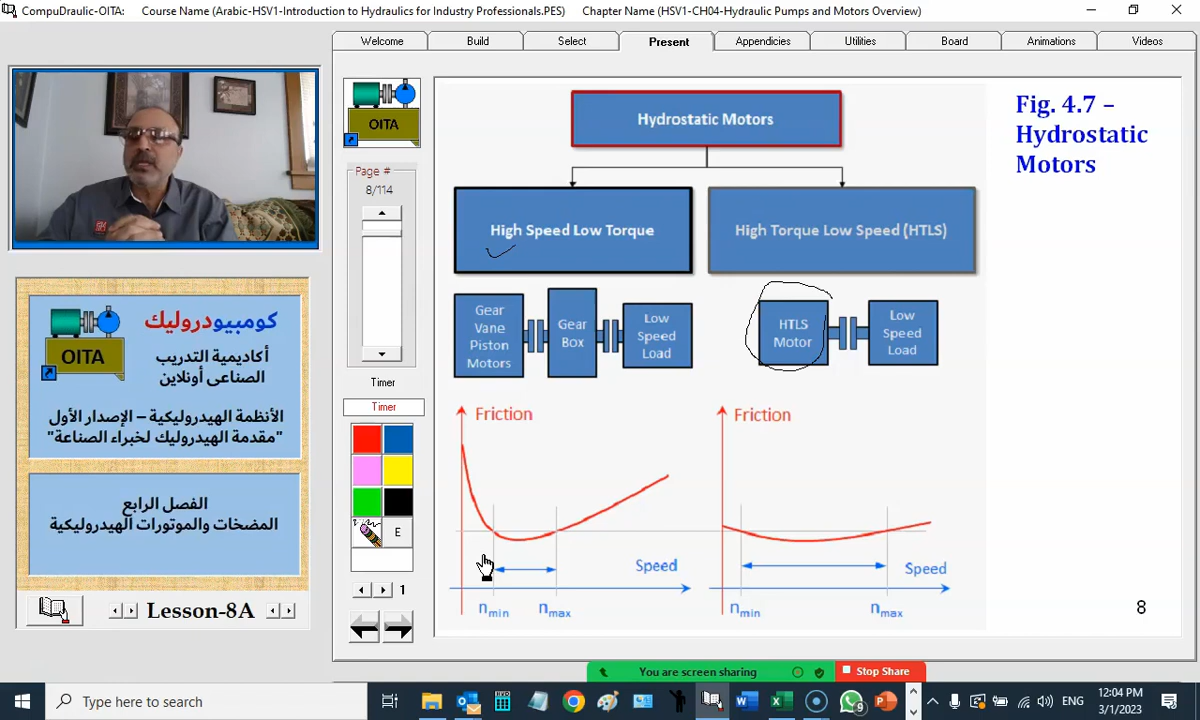 CompuDraulic-OITA: Course Name (Arabic-HSV1-Introduction to Hydraulics for Industry Professionals.PES) Chapter Name (HSV1-CH04-Hydraulic Pumps and Motors Overview)
Welcome Build Select Present Appendicies Utilities Board Animations Videos
OITA
Page #
8/114
Timer
Timer
E
1
كومبيودروليك
OITA
أكاديمية التدريب
الصناعى أونلاين
الأنظمة الهيدروليكية – الإصدار الأول
"مقدمة الهيدروليك لخبراء الصناعة"
الفصل الرابع
المضخات والموتورات الهيدروليكية
Lesson-8A
Hydrostatic Motors
High Speed Low Torque
High Torque Low Speed (HTLS)
Gear
Vane
Piston
Motors
Gear
Box
Low
Speed
Load
HTLS
Motor
Low
Speed
Load
Friction
Speed
nmin nmax
Friction
Speed
nmin nmax
Fig. 4.7 –
Hydrostatic
Motors
8
You are screen sharing
Stop Share
Type here to search
9
ENG
12:04 PM
3/1/2023